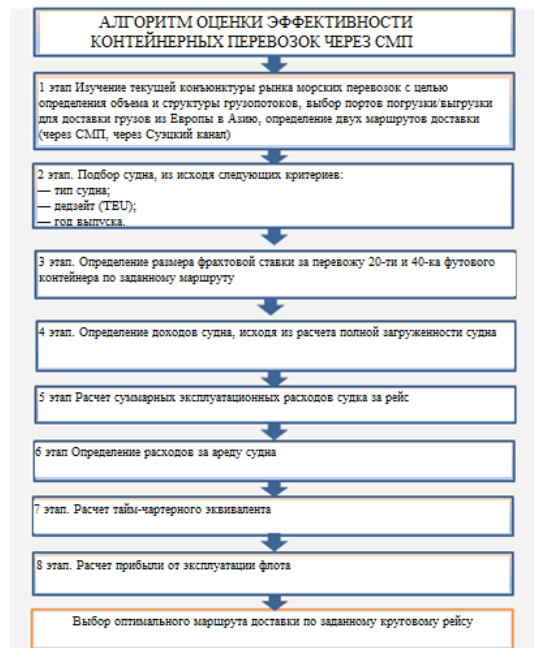 АЛГОРИТМ ОЦЕНКИ ЭФФЕКТИВНОСТИ
КОНТЕЙНЕРНЫХ ПЕРЕВОЗОК ЧЕРЕЗ СМП
1 этап Изучение текущей конъюнктуры рынка морских перевозок с целью
определения объема и структуры грузопотоков, выбор портов погрузки/выгрузки
для доставки грузов из Европы в Азию, определение двух маршрутов доставки
(через СМП, через Суэцкий канал)
2 этап. Подбор судна, из исходя следующих критериев:
— тип судна;
— дедзейт (TEU);
— год выпуска.
3 этап. Определение размера фрахтовой ставки за перевожу 20-ти и 40-ка футового
контейнера по заданному маршруту
4 этап. Определение доходов судна, исходя из расчета полной загруженности судна
5 этап Расчет суммарных эксплуатационных расходов судка за рейс
6 этап Определение расходов за ареду судна
7 этап. Расчет тайм-чартерного эквивалента
8 этап. Расчет прибыли от эксплуатации флота
Выбор оптимального маршрута доставки по заданному круговому рейсу